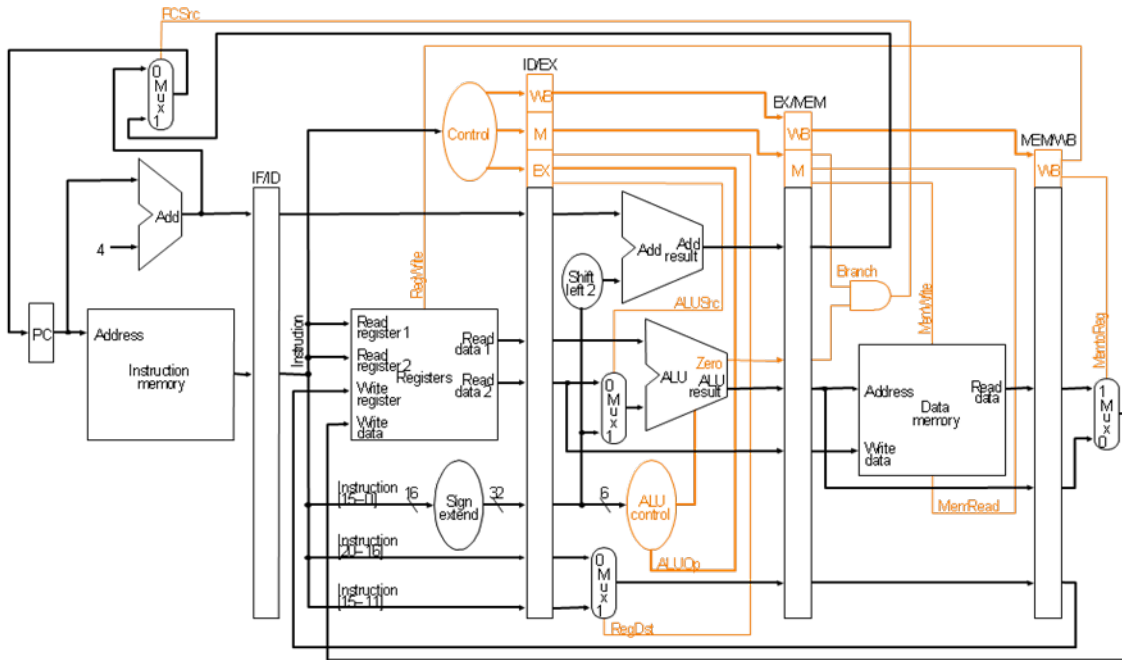 PCSrc
ID/EX
0
M
u
x
1
WB
EX/MEM
Control
M
WB
MEM/WB
EX
M
WB
IF/ID
Add
4
Add
Add
result
RegWrite
Shift
left 2
Branch
ALUSrc
MemWrite
MemtoReg
PC
Address
Instruction
memory
Instruction
Read
register 1
Read
register 2
Registers
Write
register
Write
data
Read
data 1
Read
data 2
0
M
u
x
1
Zero
ALU
ALU
result
Address
Read
data
Data
memory
Write
data
1
M
u
x
0
[Instruction
15–0]
16
Sign
extend
32
6
ALU
control
MemRead
[Instruction
20–16]
0
M
u
x
1
ALUOp
[Instruction
15–11]
RegDst